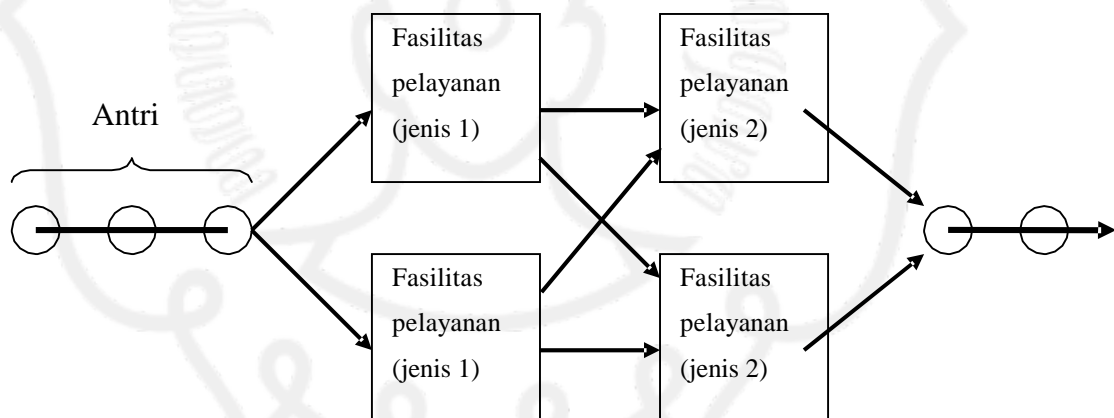 Antri
Fasilitas
pelayanan
(jenis 1)
Fasilitas
pelayanan
(jenis 2)
Fasilitas
pelayanan
(jenis 1)
Fasilitas
pelayanan
(jenis 2)